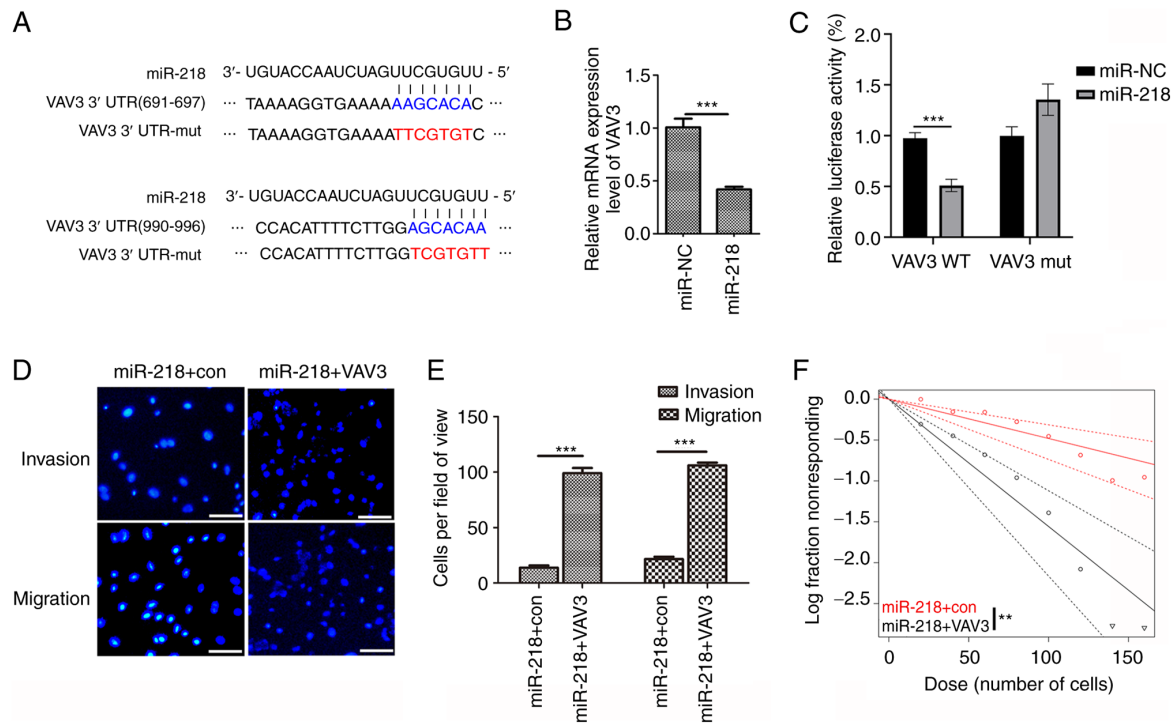 A
miR-218 3′- UGUACCAAUCUAGUUCGUGUU - 5′
VAV3 3′ UTR(691-697) ··· TAAAAGGTGAAAAAAGCACAC ···
VAV3 3′ UTR-mut ··· TAAAAGGTGAAAATTCGTGTC ···
miR-218 3′- UGUACCAAUCUAGUUCGUGUU - 5′
VAV3 3′ UTR(990-996) ··· CCACATTTTCTTGGAGCACAA ···
VAV3 3′ UTR-mut ··· CCACATTTTCTTGGTCGTGTT ···
B
Relative mRNA expression
level of VAV3
1.5
1.0
0.5
0.0
***
miR-NC
miR-218
C
Relative luciferase activity (%)
2.0
1.5
1.0
0.5
0.0
***
miR-NC
miR-218
VAV3 WT
VAV3 mut
D
miR-218+con miR-218+VAV3
Invasion
Migration
E
Cells per field of view
150
100
50
0
Invasion
Migration
***
***
miR-218+con
miR-218+VAV3
miR-218+con
miR-218+VAV3
F
Log fraction nonresponding
0.0
−0.5
−1.0
−1.5
−2.0
−2.5
miR-218+con
miR-218+VAV3
**
0 50 100 150
Dose (number of cells)